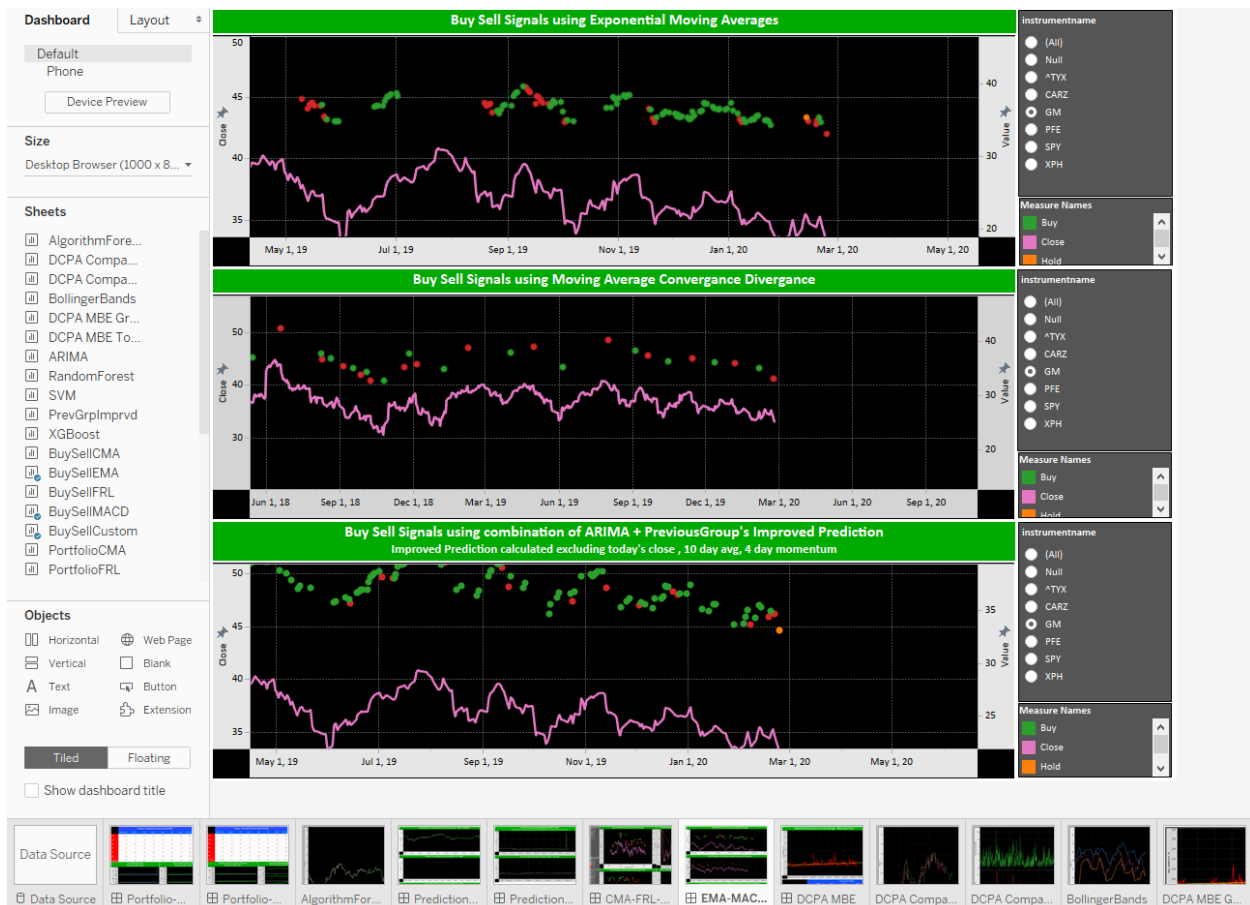 Dashboard
Layout
Default
Phone
Device Preview
Size
Desktop Browser (1000 x 8...
Sheets
AlgorithmFore...
DCPA Compa...
DCPA Compa...
BollingerBands
DCPA MBE Gr...
DCPA MBE To...
ARIMA
RandomForest
SVM
PrevGrpImprvd
XGBoost
BuySellCMA
BuySellEMA
BuySellFRL
BuySellMACD
BuySellCustom
PortfolioCMA
PortfolioFRL
Objects
Horizontal
Web Page
Vertical
Blank
Text
Button
Image
Extension
Tiled
Floating
Show dashboard title
Buy Sell Signals using Exponential Moving Averages
50
45
40
35
Close
40
30
20
Value
May 1, 19
Jul 1, 19
Sep 1, 19
Nov 1, 19
Jan 1, 20
Mar 1, 20
May 1, 20
instrumentname
(All)
Null
^TYX
CARZ
GM
PFE
SPY
XPH
Measure Names
Buy
Close
Hold
Buy Sell Signals using Moving Average Convergance Divergance
50
40
30
Close
40
30
20
Value
Jun 1, 18
Sep 1, 18
Dec 1, 18
Mar 1, 19
Jun 1, 19
Sep 1, 19
Dec 1, 19
Mar 1, 20
Jun 1, 20
Sep 1, 20
instrumentname
(All)
Null
^TYX
CARZ
GM
PFE
SPY
XPH
Measure Names
Buy
Close
Hold
Buy Sell Signals using combination of ARIMA + PreviousGroup's Improved Prediction
Improved Prediction calculated excluding today's close , 10 day avg, 4 day momentum
50
45
40
35
Close
35
30
25
Value
May 1, 19
Jul 1, 19
Sep 1, 19
Nov 1, 19
Jan 1, 20
Mar 1, 20
May 1, 20
instrumentname
(All)
Null
^TYX
CARZ
GM
PFE
SPY
XPH
Measure Names
Buy
Close
Hold
Data Source
Data Source
Portfolio-...
Portfolio-...
AlgorithmFor...
Prediction...
Prediction...
CMA-FRL-...
EMA-MAC...
DCPA MBE
DCPA Compa...
DCPA Compa...
BollingerBands
DCPA MBE G...